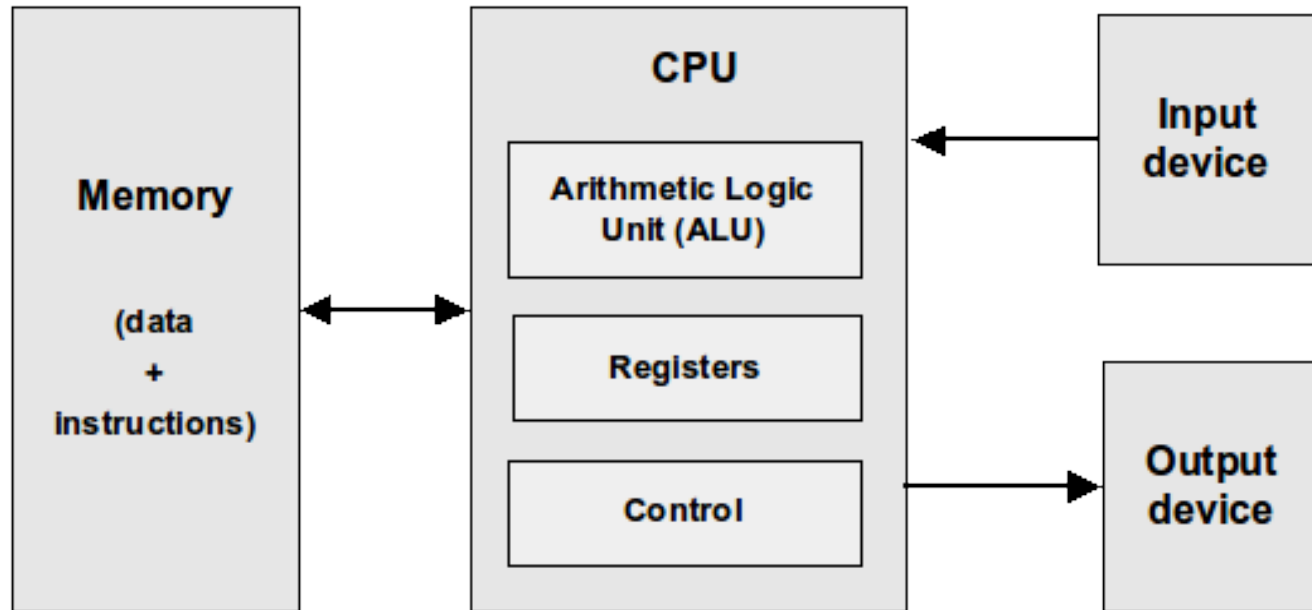 Memory
(data
+
instructions)
CPU
Arithmetic Logic
Unit (ALU)
Registers
Control
Input
device
Output
device